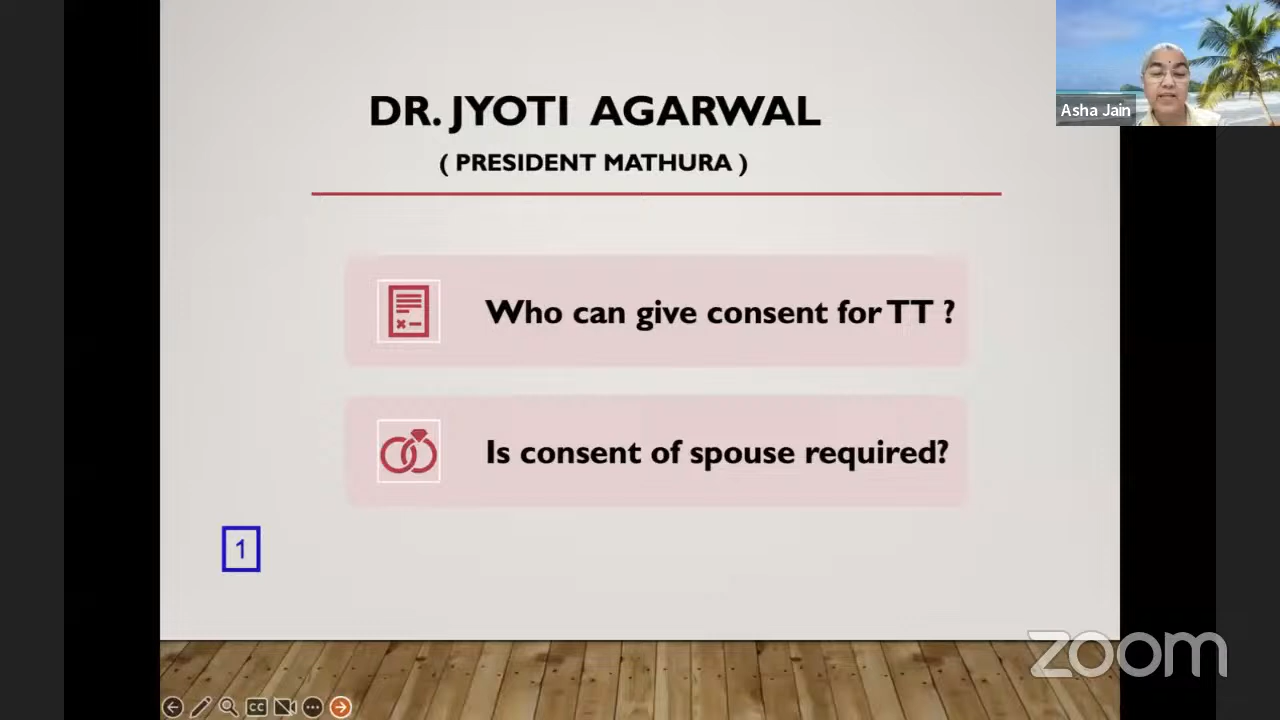 DR. JYOTI AGARWAL
( PRESIDENT MATHURA )
Who can give consent for TT ?
Is consent of spouse required?
1
Asha Jain
CC
zoom